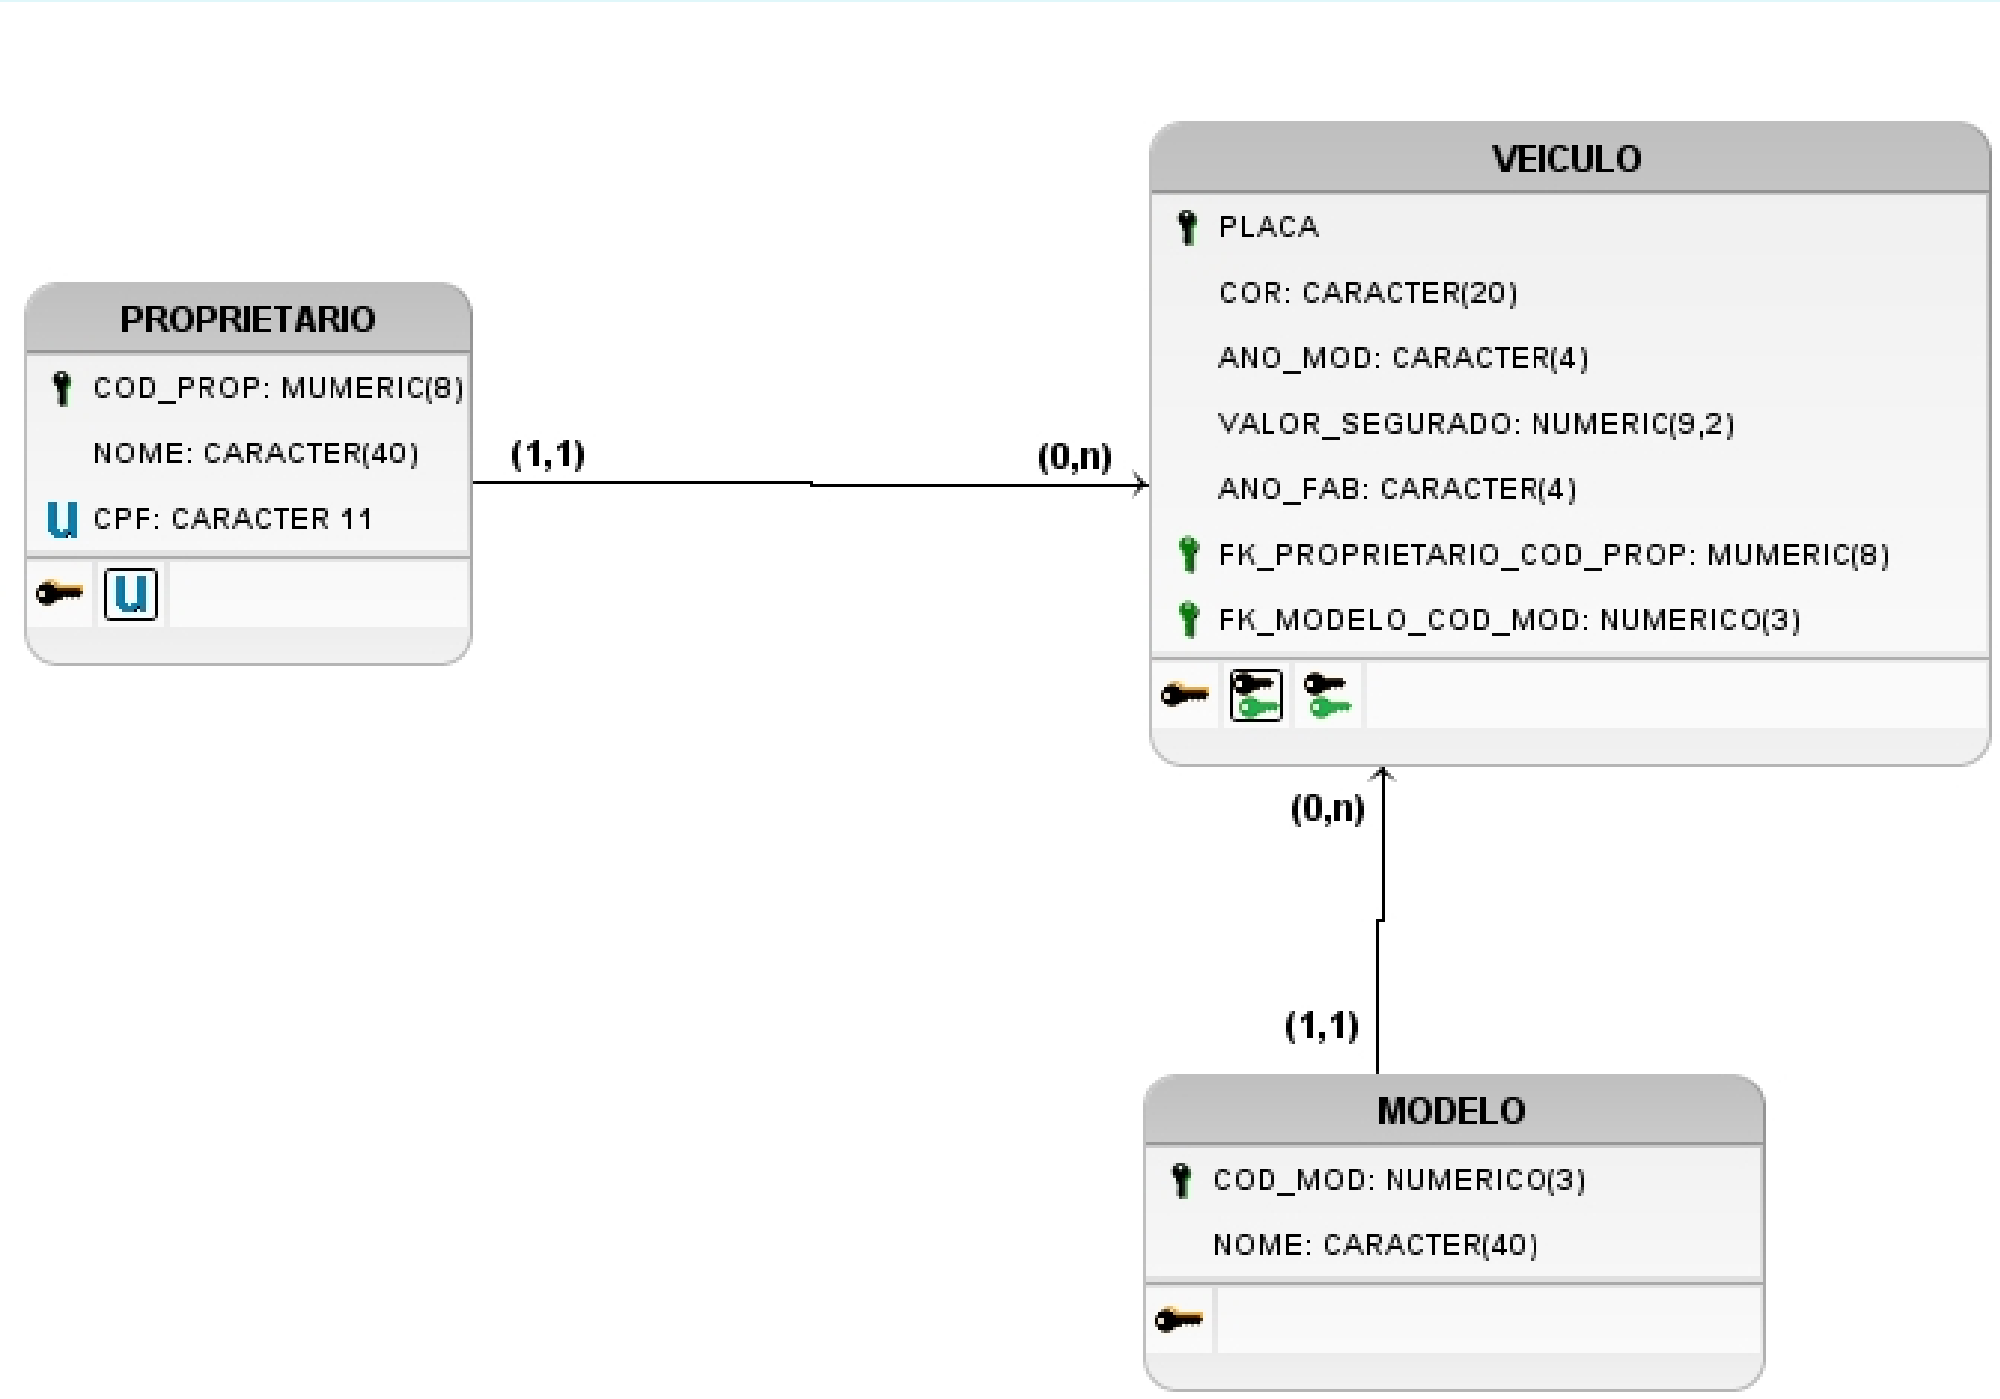 PROPRIETARIO
COD_PROP: MUMERIC(8)
NOME: CARACTER(40)
U CPF: CARACTER 11
U
(1,1)
(0,n)
VEICULO
PLACA
COR: CARACTER(20)
ANO_MOD: CARACTER(4)
VALOR_SEGURADO: NUMERIC(9,2)
ANO_FAB: CARACTER(4)
FK_PROPRIETARIO_COD_PROP: MUMERIC(8)
FK_MODELO_COD_MOD: NUMERICO(3)
(0,n)
(1,1)
MODELO
COD_MOD: NUMERICO(3)
NOME: CARACTER(40)